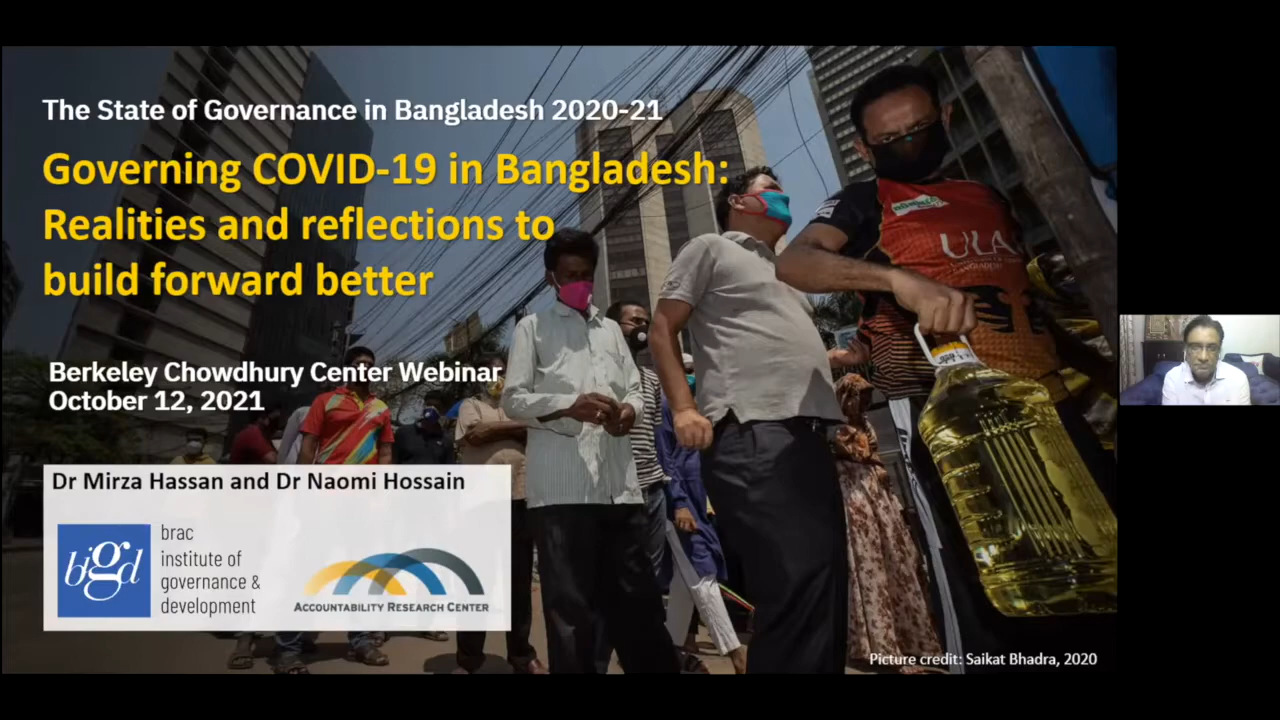 The State of Governance in Bangladesh 2020-21
Governing COVID-19 in Bangladesh:
Realities and reflections to
build forward better
Berkeley Chowdhury Center Webinar
October 12, 2021
Dr Mirza Hassan and Dr Naomi Hossain
bigd
brac
institute of
governance &
development
ACCOUNTABILITY RESEARCH CENTER
ULA
BANGLADESH
Picture credit: Saikat Bhadra, 2020